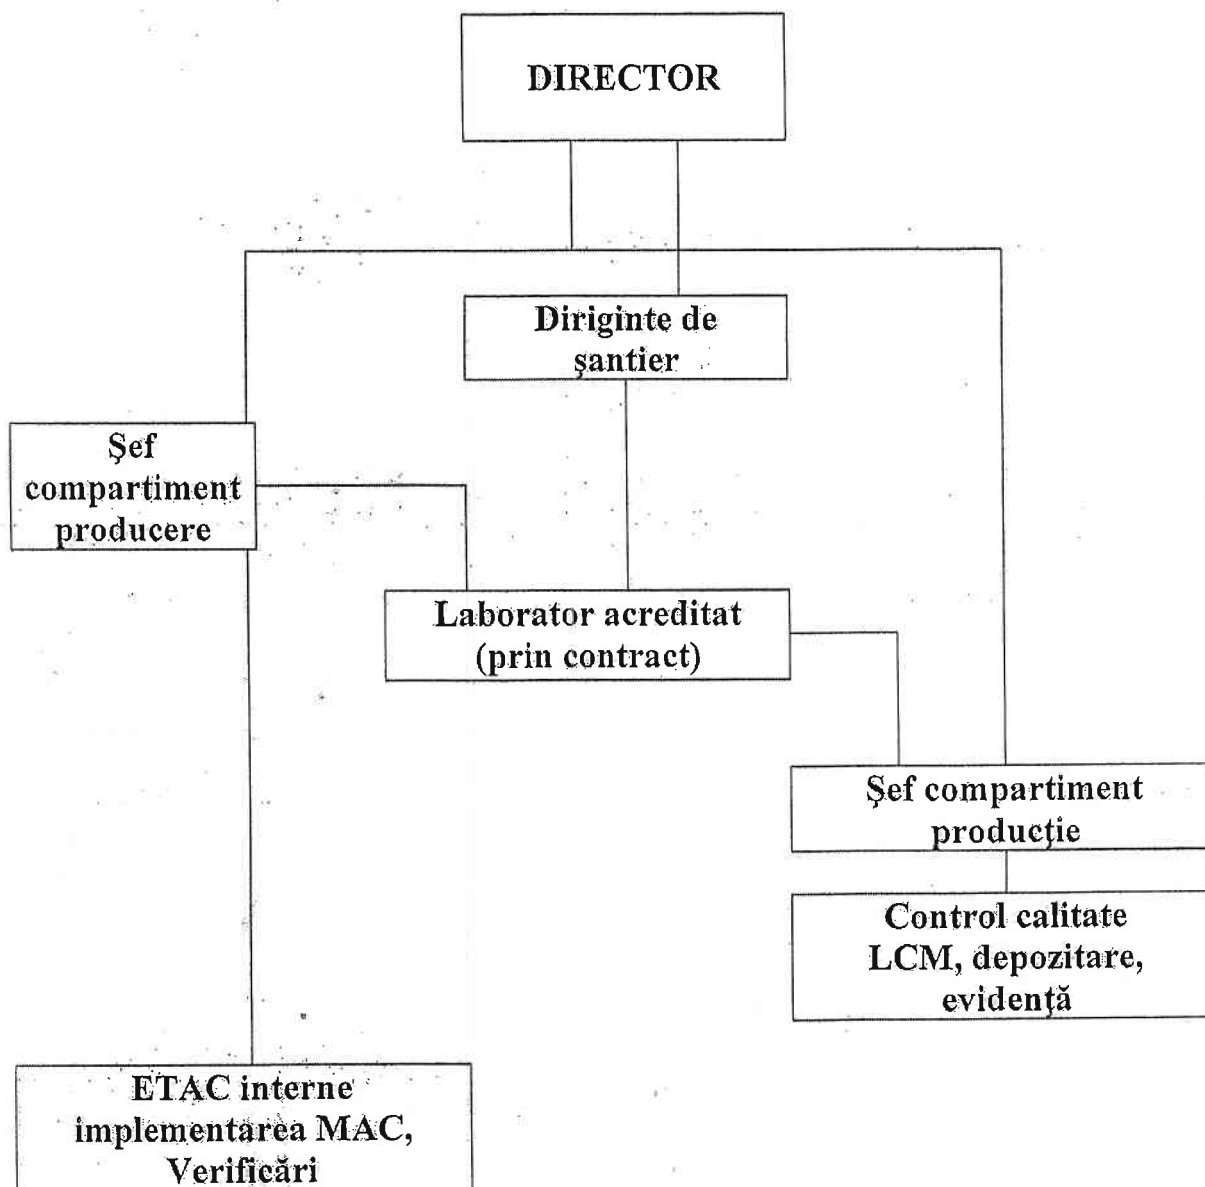 DIRECTOR
Diriginte de
şantier
Şef
compartiment
producere
Laborator acreditat
(prin contract)
Şef compartiment
producţie
Control calitate
LCM, depozitare,
evidenţă
ETAC interne
implementarea MAC,
Verificări